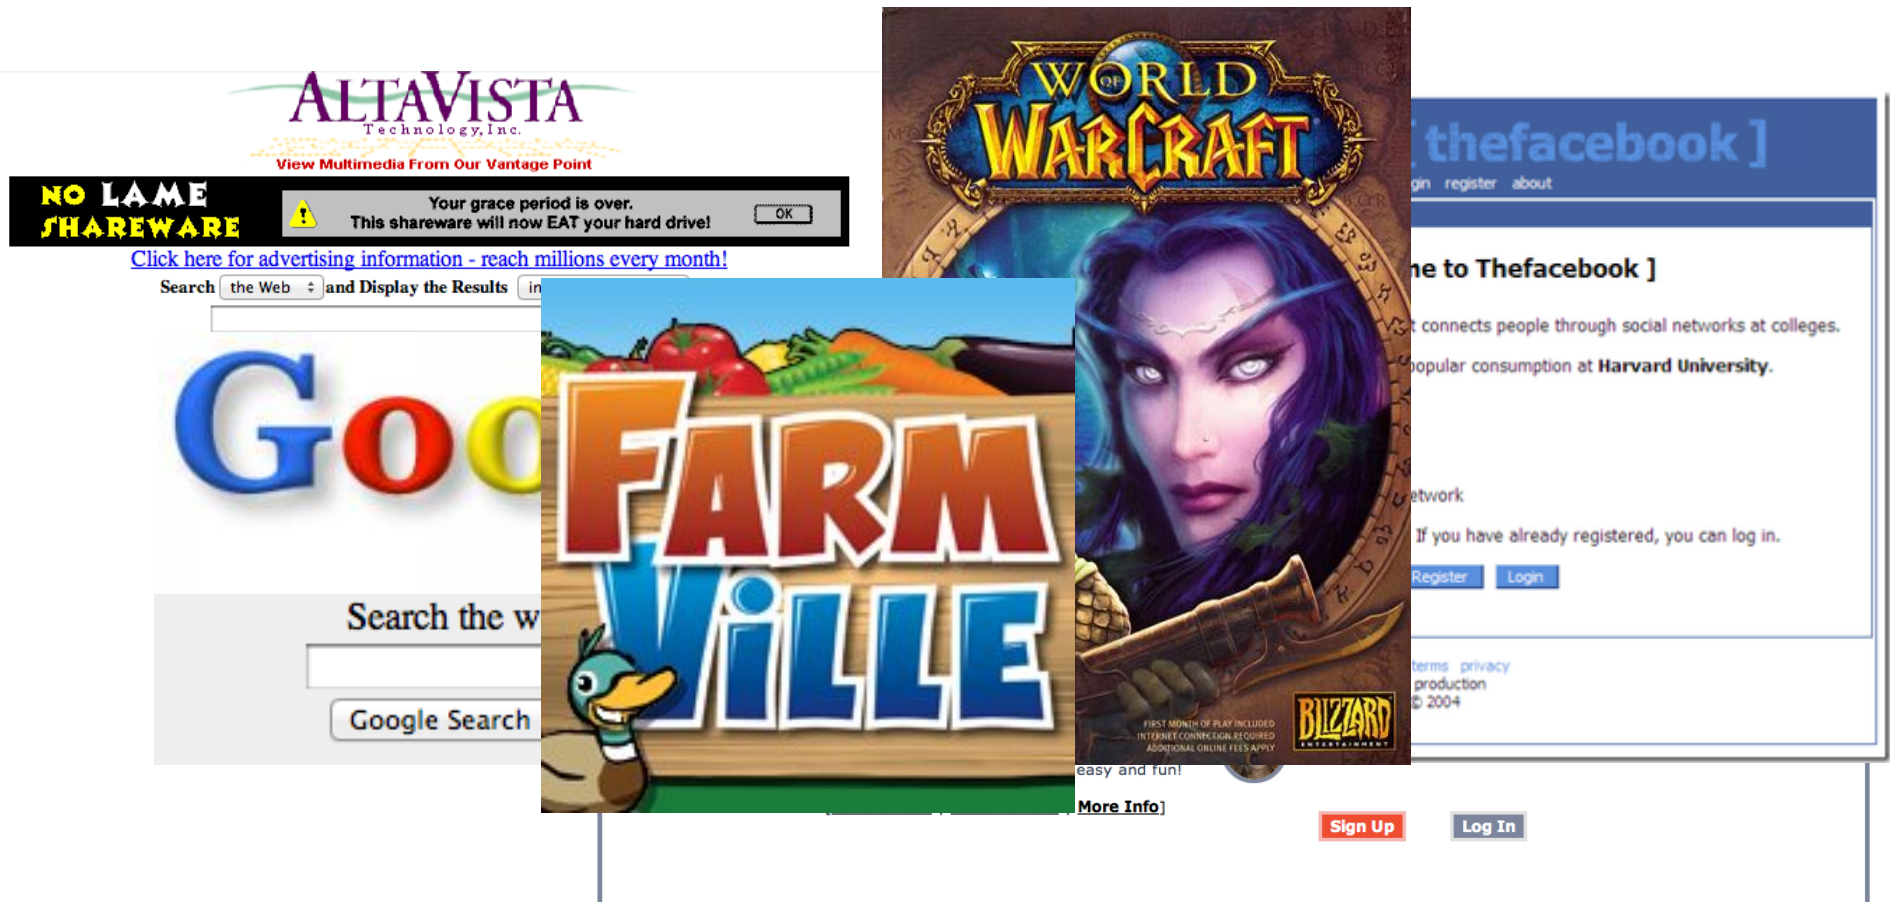 ALTAVISTA
Technology, Inc.
View Multimedia From Our Vantage Point
NO LAME
SHAREWARE
Your grace period is over.
This shareware will now EAT your hard drive!
OK
Click here for advertising information - reach millions every month!
Search the Web and Display the Results in
Goo
Search the w
Google Search
FARM
VILLE
WORLD
OF
WARCRAFT
FIRST MONTH OF PLAY INCLUDED
INTERNET CONNECTION REQUIRED
ADDITIONAL ONLINE FEES APPLY
BLIZZARD
ENTERTAINMENT
[ thefacebook ]
gin register about
me to Thefacebook ]
t connects people through social networks at colleges.
popular consumption at Harvard University.
etwork
If you have already registered, you can log in.
Register Login
terms privacy
production
© 2004
easy and fun!
More Info]
Sign Up Log In